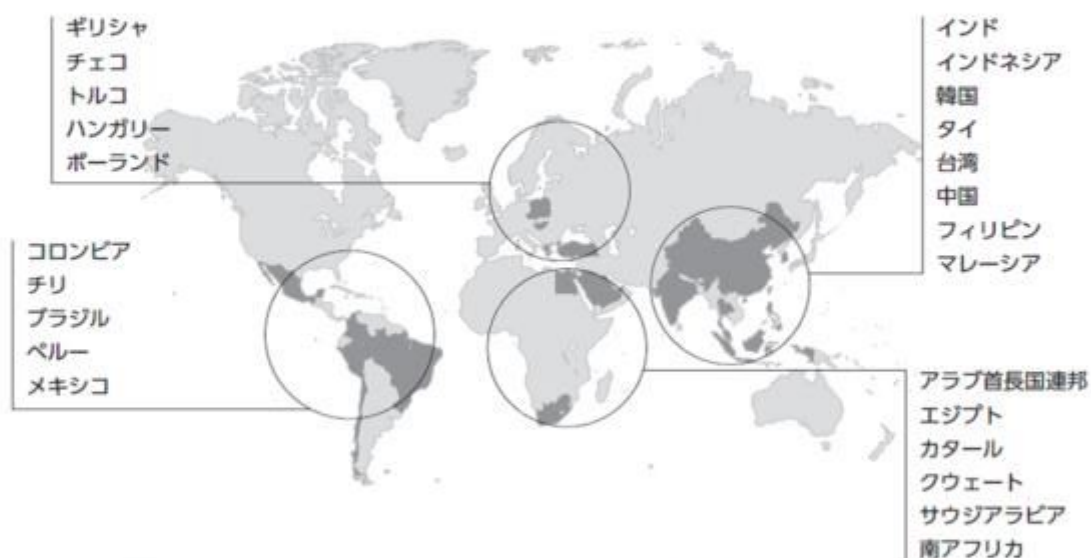 ギリシャ
チェコ
トルコ
ハンガリー
ポーランド
コロンビア
チリ
ブラジル
ペルー
メキシコ
インド
インドネシア
韓国
タイ
台湾
中国
フィリピン
マレーシア
アラブ首長国連邦
エジプト
カタール
クウェート
サウジアラビア
南アフリカ